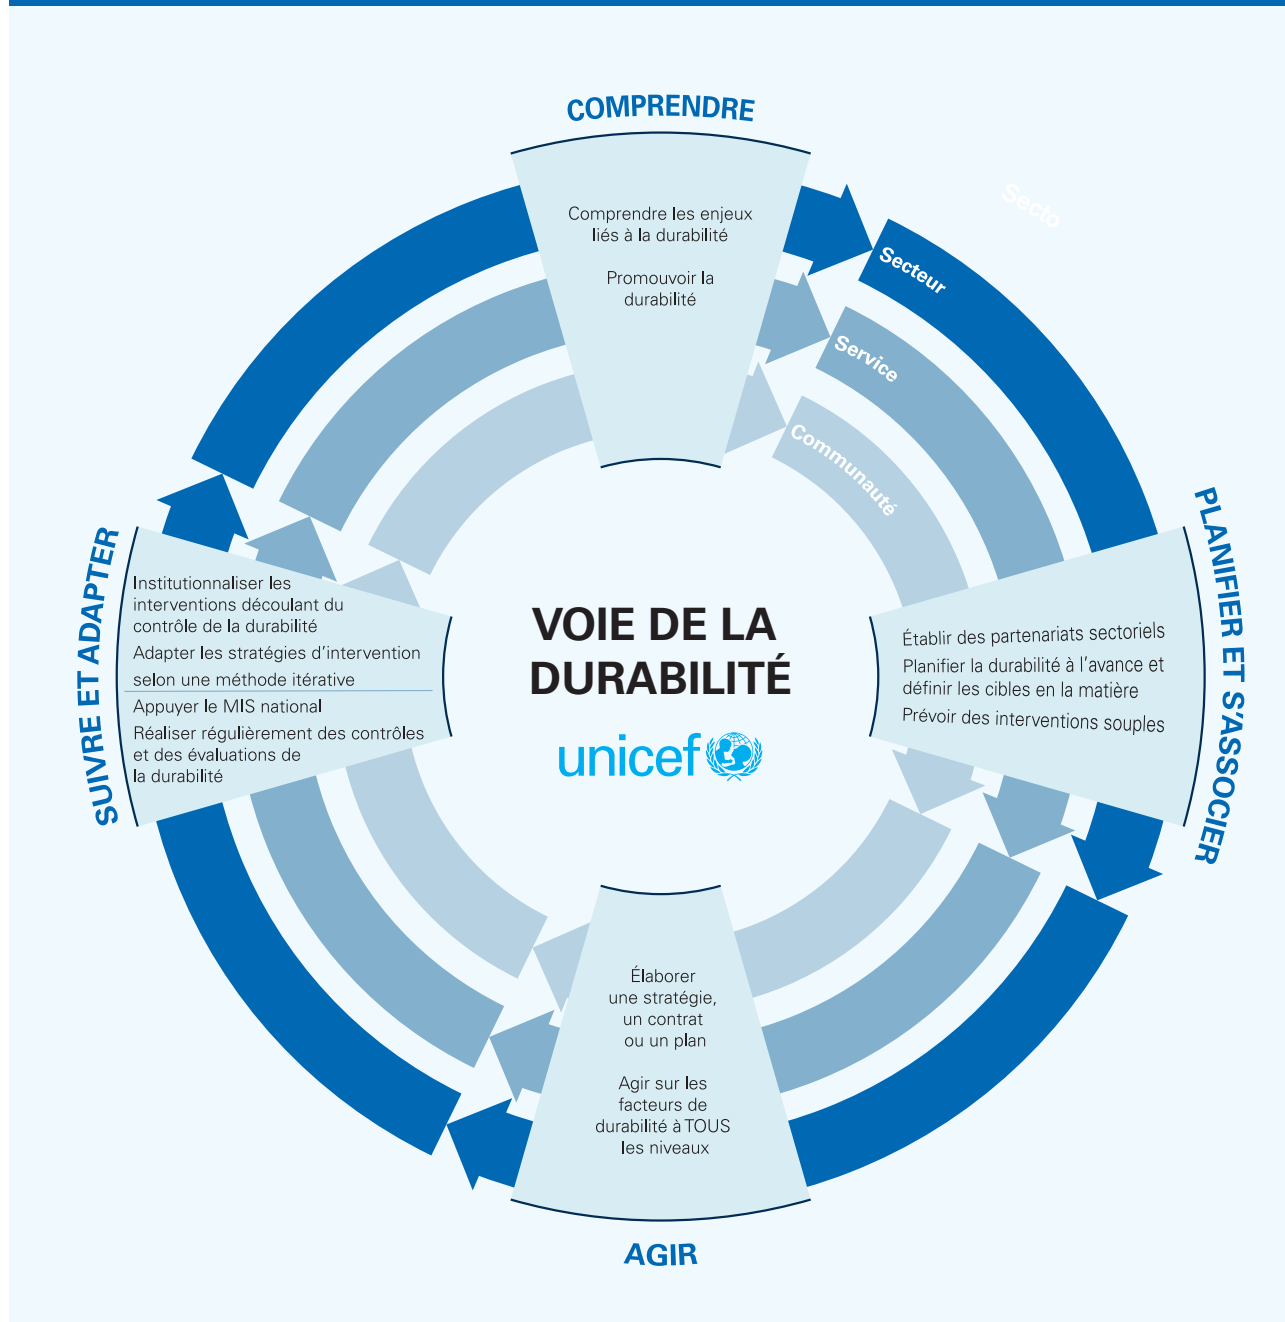 COMPRENDRE
Comprendre les enjeux
liés à la durabilité
Promouvoir la
durabilité
Secto
Secteur
Service
Communauté
PLANIFIER ET S'ASSOCIER
Établir des partenariats sectoriels
Planifier la durabilité à l’avance et
définir les cibles en la matière
Prévoir des interventions souples
VOIE DE LA
DURABILITÉ
unicef
SUIVRE ET ADAPTER
Institutionnaliser les
interventions découlant du
contrôle de la durabilité
Adapter les stratégies d’intervention
selon une méthode itérative
Appuyer le MIS national
Réaliser régulièrement des contrôles
et des évaluations de
la durabilité
Élaborer
une stratégie,
un contrat
ou un plan
Agir sur les
facteurs de
durabilité à TOUS
les niveaux
AGIR